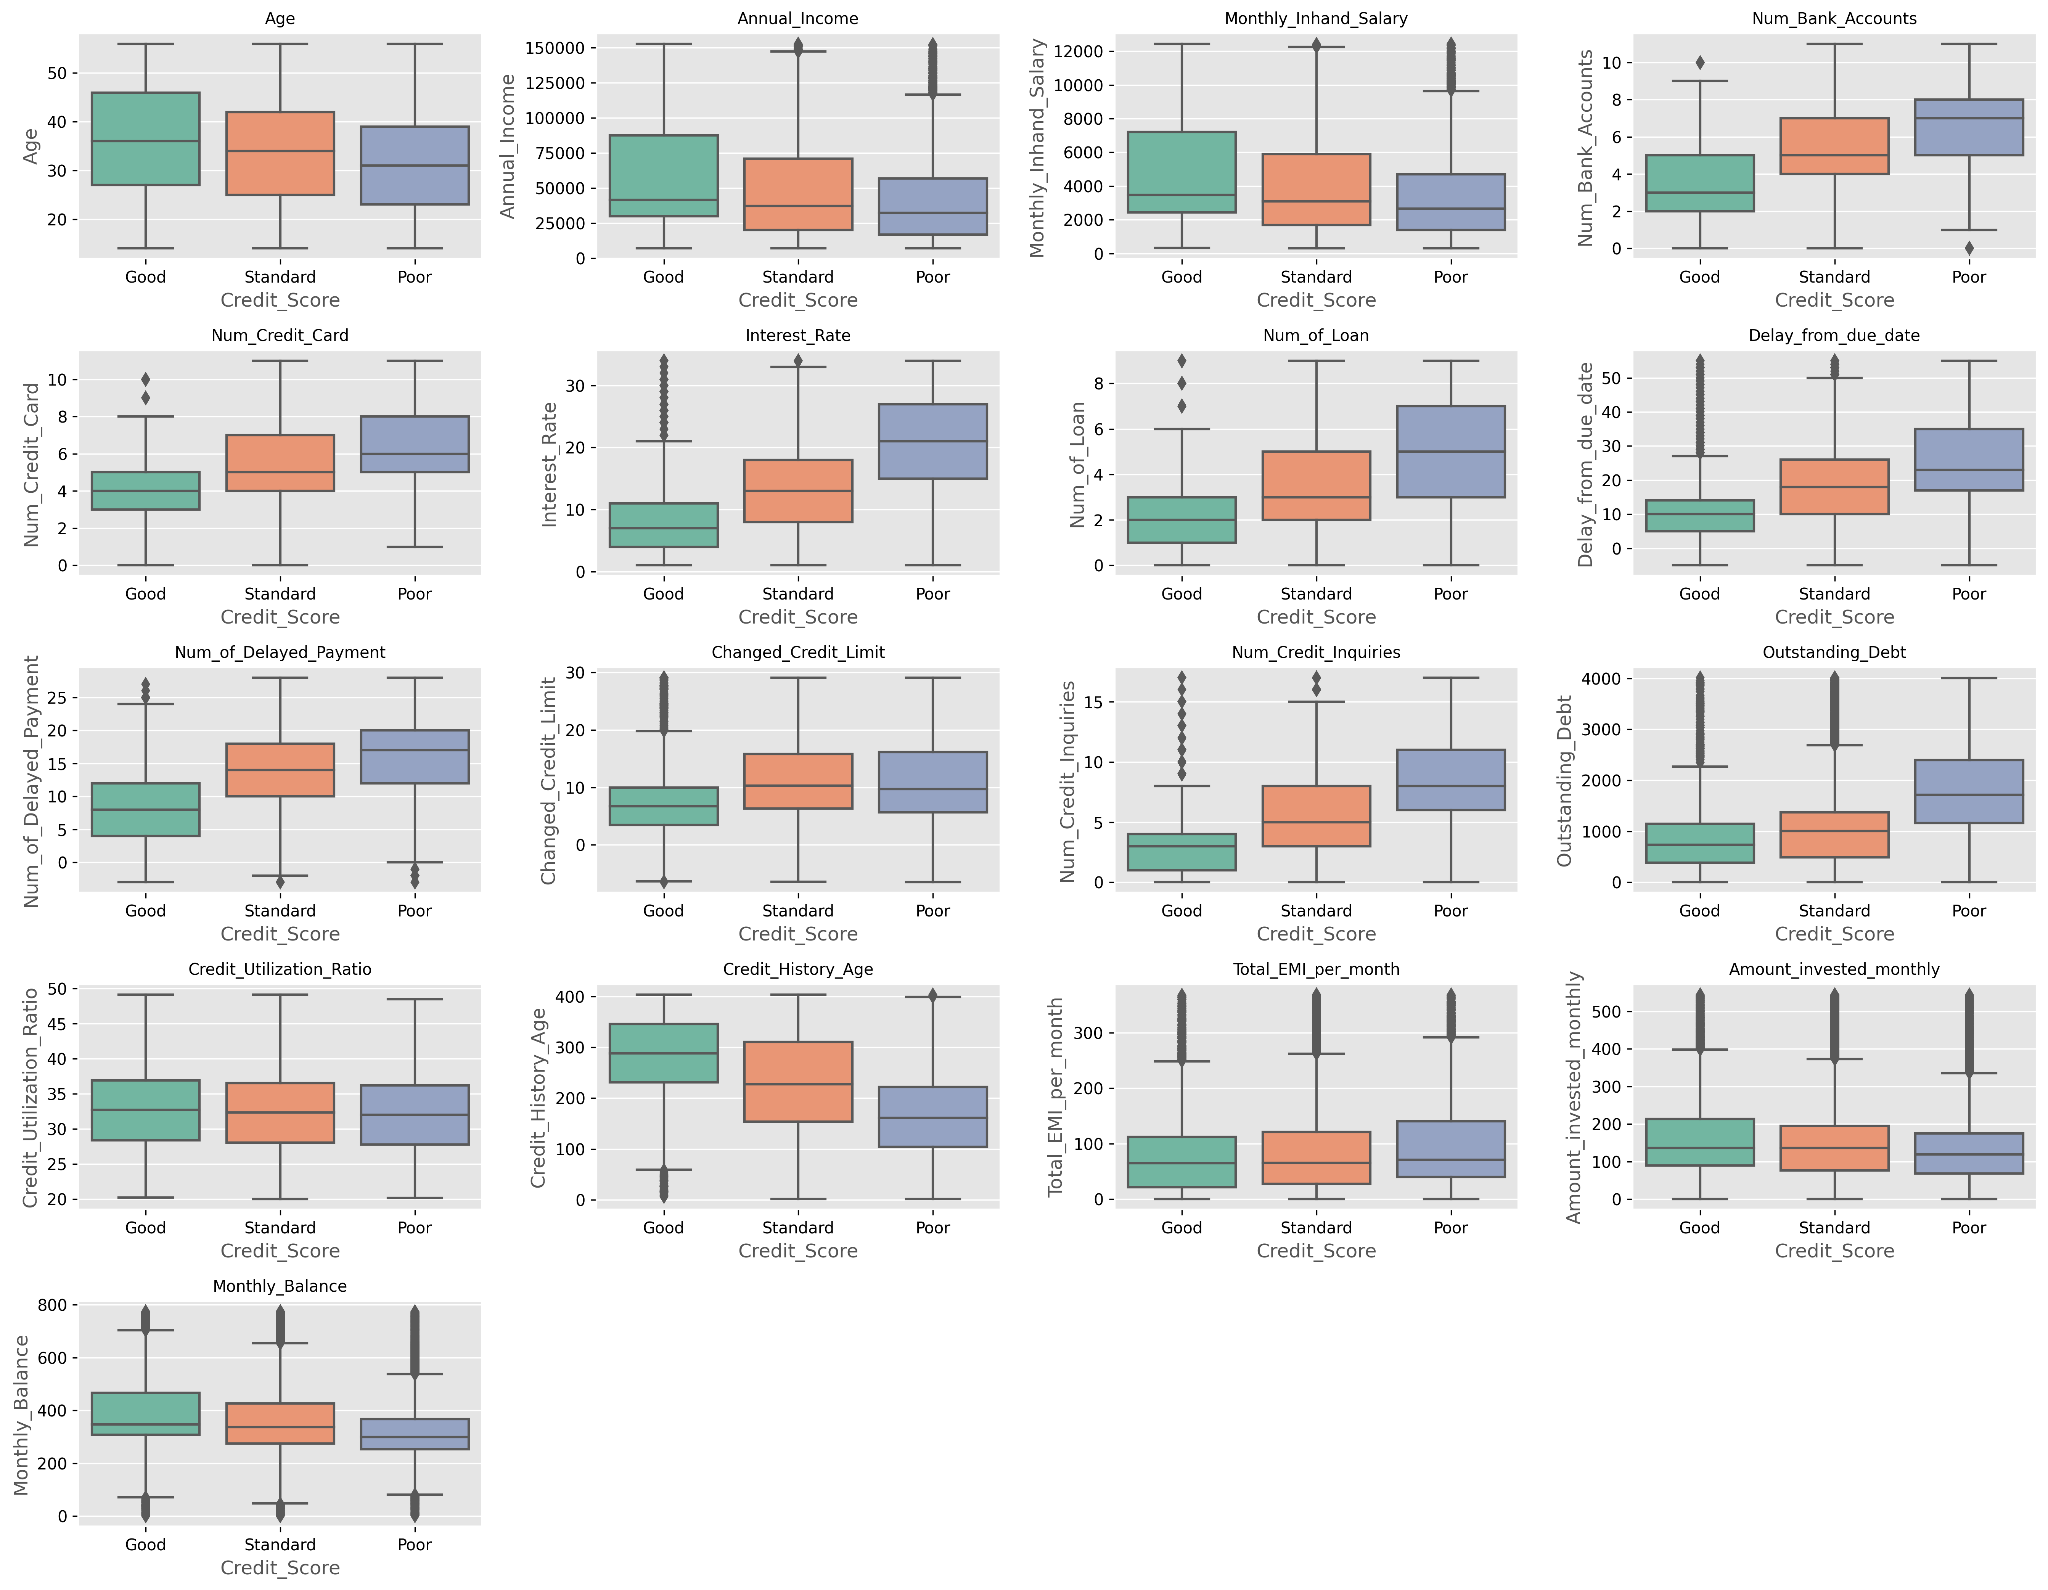 Age
Age
50
40
30
20
Good Standard Poor
Credit_Score
Annual_Income
Annual_Income
150000
125000
100000
75000
50000
25000
0
Good Standard Poor
Credit_Score
Monthly_Inhand_Salary
Monthly_Inhand_Salary
12000
10000
8000
6000
4000
2000
0
Good Standard Poor
Credit_Score
Num_Bank_Accounts
Num_Bank_Accounts
10
8
6
4
2
0
Good Standard Poor
Credit_Score
Num_Credit_Card
Num_Credit_Card
10
8
6
4
2
0
Good Standard Poor
Credit_Score
Interest_Rate
Interest_Rate
30
20
10
0
Good Standard Poor
Credit_Score
Num_of_Loan
Num_of_Loan
8
6
4
2
0
Good Standard Poor
Credit_Score
Delay_from_due_date
Delay_from_due_date
50
40
30
20
10
0
Good Standard Poor
Credit_Score
Num_of_Delayed_Payment
Num_of_Delayed_Payment
25
20
15
10
5
0
Good Standard Poor
Credit_Score
Changed_Credit_Limit
Changed_Credit_Limit
30
20
10
0
Good Standard Poor
Credit_Score
Num_Credit_Inquiries
Num_Credit_Inquiries
15
10
5
0
Good Standard Poor
Credit_Score
Outstanding_Debt
Outstanding_Debt
4000
3000
2000
1000
0
Good Standard Poor
Credit_Score
Credit_Utilization_Ratio
Credit_Utilization_Ratio
50
45
40
35
30
25
20
Good Standard Poor
Credit_Score
Credit_History_Age
Credit_History_Age
400
300
200
100
0
Good Standard Poor
Credit_Score
Total_EMI_per_month
Total_EMI_per_month
300
200
100
0
Good Standard Poor
Credit_Score
Amount_invested_monthly
Amount_invested_monthly
500
400
300
200
100
0
Good Standard Poor
Credit_Score
Monthly_Balance
Monthly_Balance
800
600
400
200
0
Good Standard Poor
Credit_Score